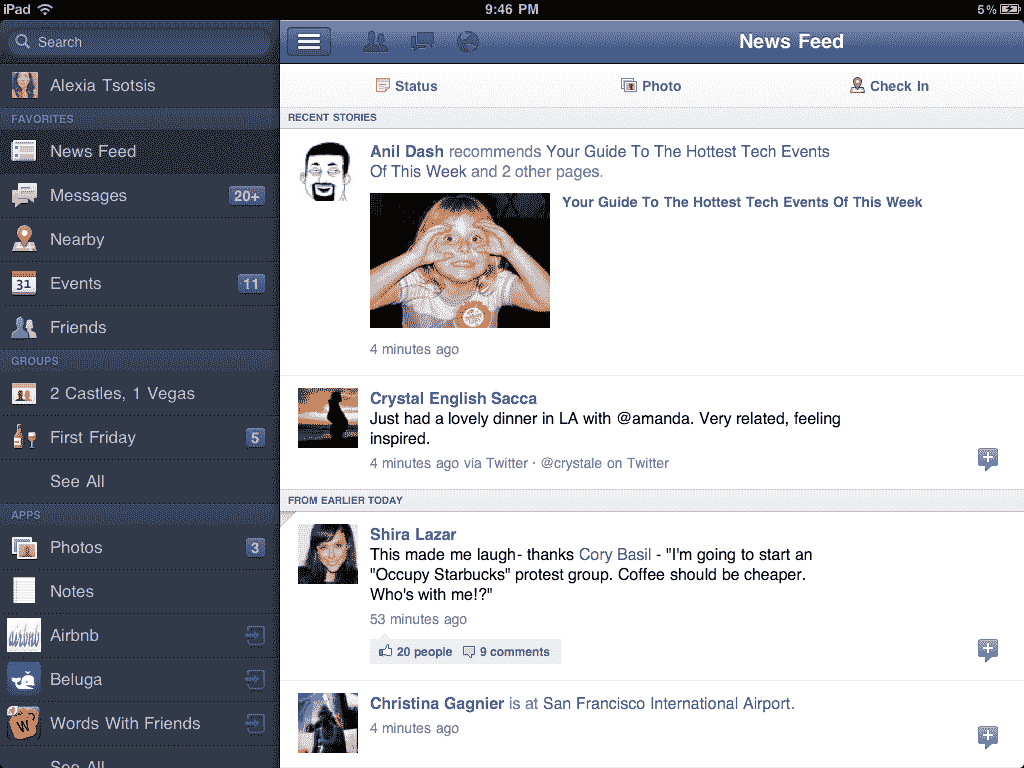 iPad
9:46 PM
5%
Search
Alexia Tsotsis
FAVORITES
News Feed
Messages
20+
Nearby
31
Events
11
Friends
GROUPS
2 Castles, 1 Vegas
First Friday
5
See All
APPS
Photos
3
Notes
airbnb
Airbnb
Beluga
W
Words With Friends
See All
News Feed
Status
Photo
Check In
RECENT STORIES
Anil Dash recommends Your Guide To The Hottest Tech Events
Of This Week and 2 other pages.
Your Guide To The Hottest Tech Events Of This Week
4 minutes ago
Crystal English Sacca
Just had a lovely dinner in LA with @amanda. Very related, feeling
inspired.
4 minutes ago via Twitter · @crystale on Twitter
FROM EARLIER TODAY
Shira Lazar
This made me laugh- thanks Cory Basil - "I'm going to start an
"Occupy Starbucks" protest group. Coffee should be cheaper.
Who's with me!?"
53 minutes ago
20 people 9 comments
Christina Gagnier is at San Francisco International Airport.
4 minutes ago